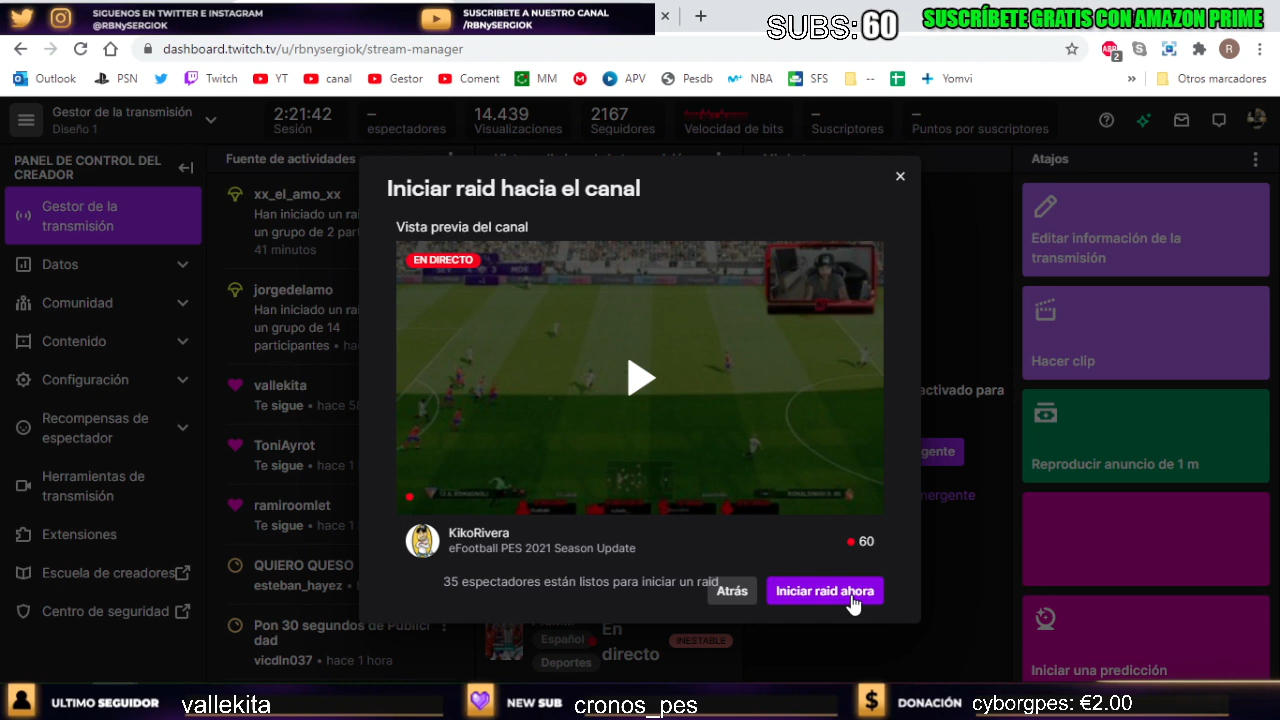 SIGUENOS EN TWITTER E INSTAGRAM
@RBNYSERGIOK
SUSCRIBETE A NUESTRO CANAL
/RBNYSERGIOK
SUBS: 60
SUSCRÍBETE GRATIS CON AMAZON PRIME
dashboard.twitch.tv/u/rbnysergiok/stream-manager
ABP
2
R
Outlook
PSN
Twitch
YT
canal
Gestor
Coment
MM
APV
Pesdb
NBA
SFS
--
Yomvi
»
Otros marcadores
Gestor de la transmisión
Diseño 1
2:21:42
Sesión
–
espectadores
14.439
Visualizaciones
2167
Seguidores
Velocidad de bits
–
Suscriptores
–
Puntos por suscriptores
PANEL DE CONTROL DEL
CREADOR
Gestor de la
transmisión
Datos
Comunidad
Contenido
Configuración
Recompensas de
espectador
Herramientas de
transmisión
Extensiones
Escuela de creadores
Centro de seguridad
Fuente de actividades
xx_el_amo_xx
Han iniciado un rai
un grupo de 2 part
41 minutos
jorgedelamo
Han iniciado un rai
un grupo de 14
participantes • ha
vallekita
Te sigue • hace 58
ToniAyrot
Te sigue • hace 1
ramiroomlet
Te sigue • hace 1
QUIERO QUESO
esteban_hayez •
Pon 30 segundos de Publici
dad
vicdln037 • hace 1 hora
Iniciar raid hacia el canal
Vista previa del canal
EN DIRECTO
KikoRivera
eFootball PES 2021 Season Update
60
35 espectadores están listos para iniciar un raid
Atrás
Iniciar raid ahora
Español
Deportes
En
directo
INESTABLE
activado para
gente
nergente
Atajos
Editar información de la
transmisión
Hacer clip
Reproducir anuncio de 1 m
Iniciar una predicción
ULTIMO SEGUIDOR
vallekita
NEW SUB
cronos_pes
$
DONACIÓN
cyborgpes: €2.00